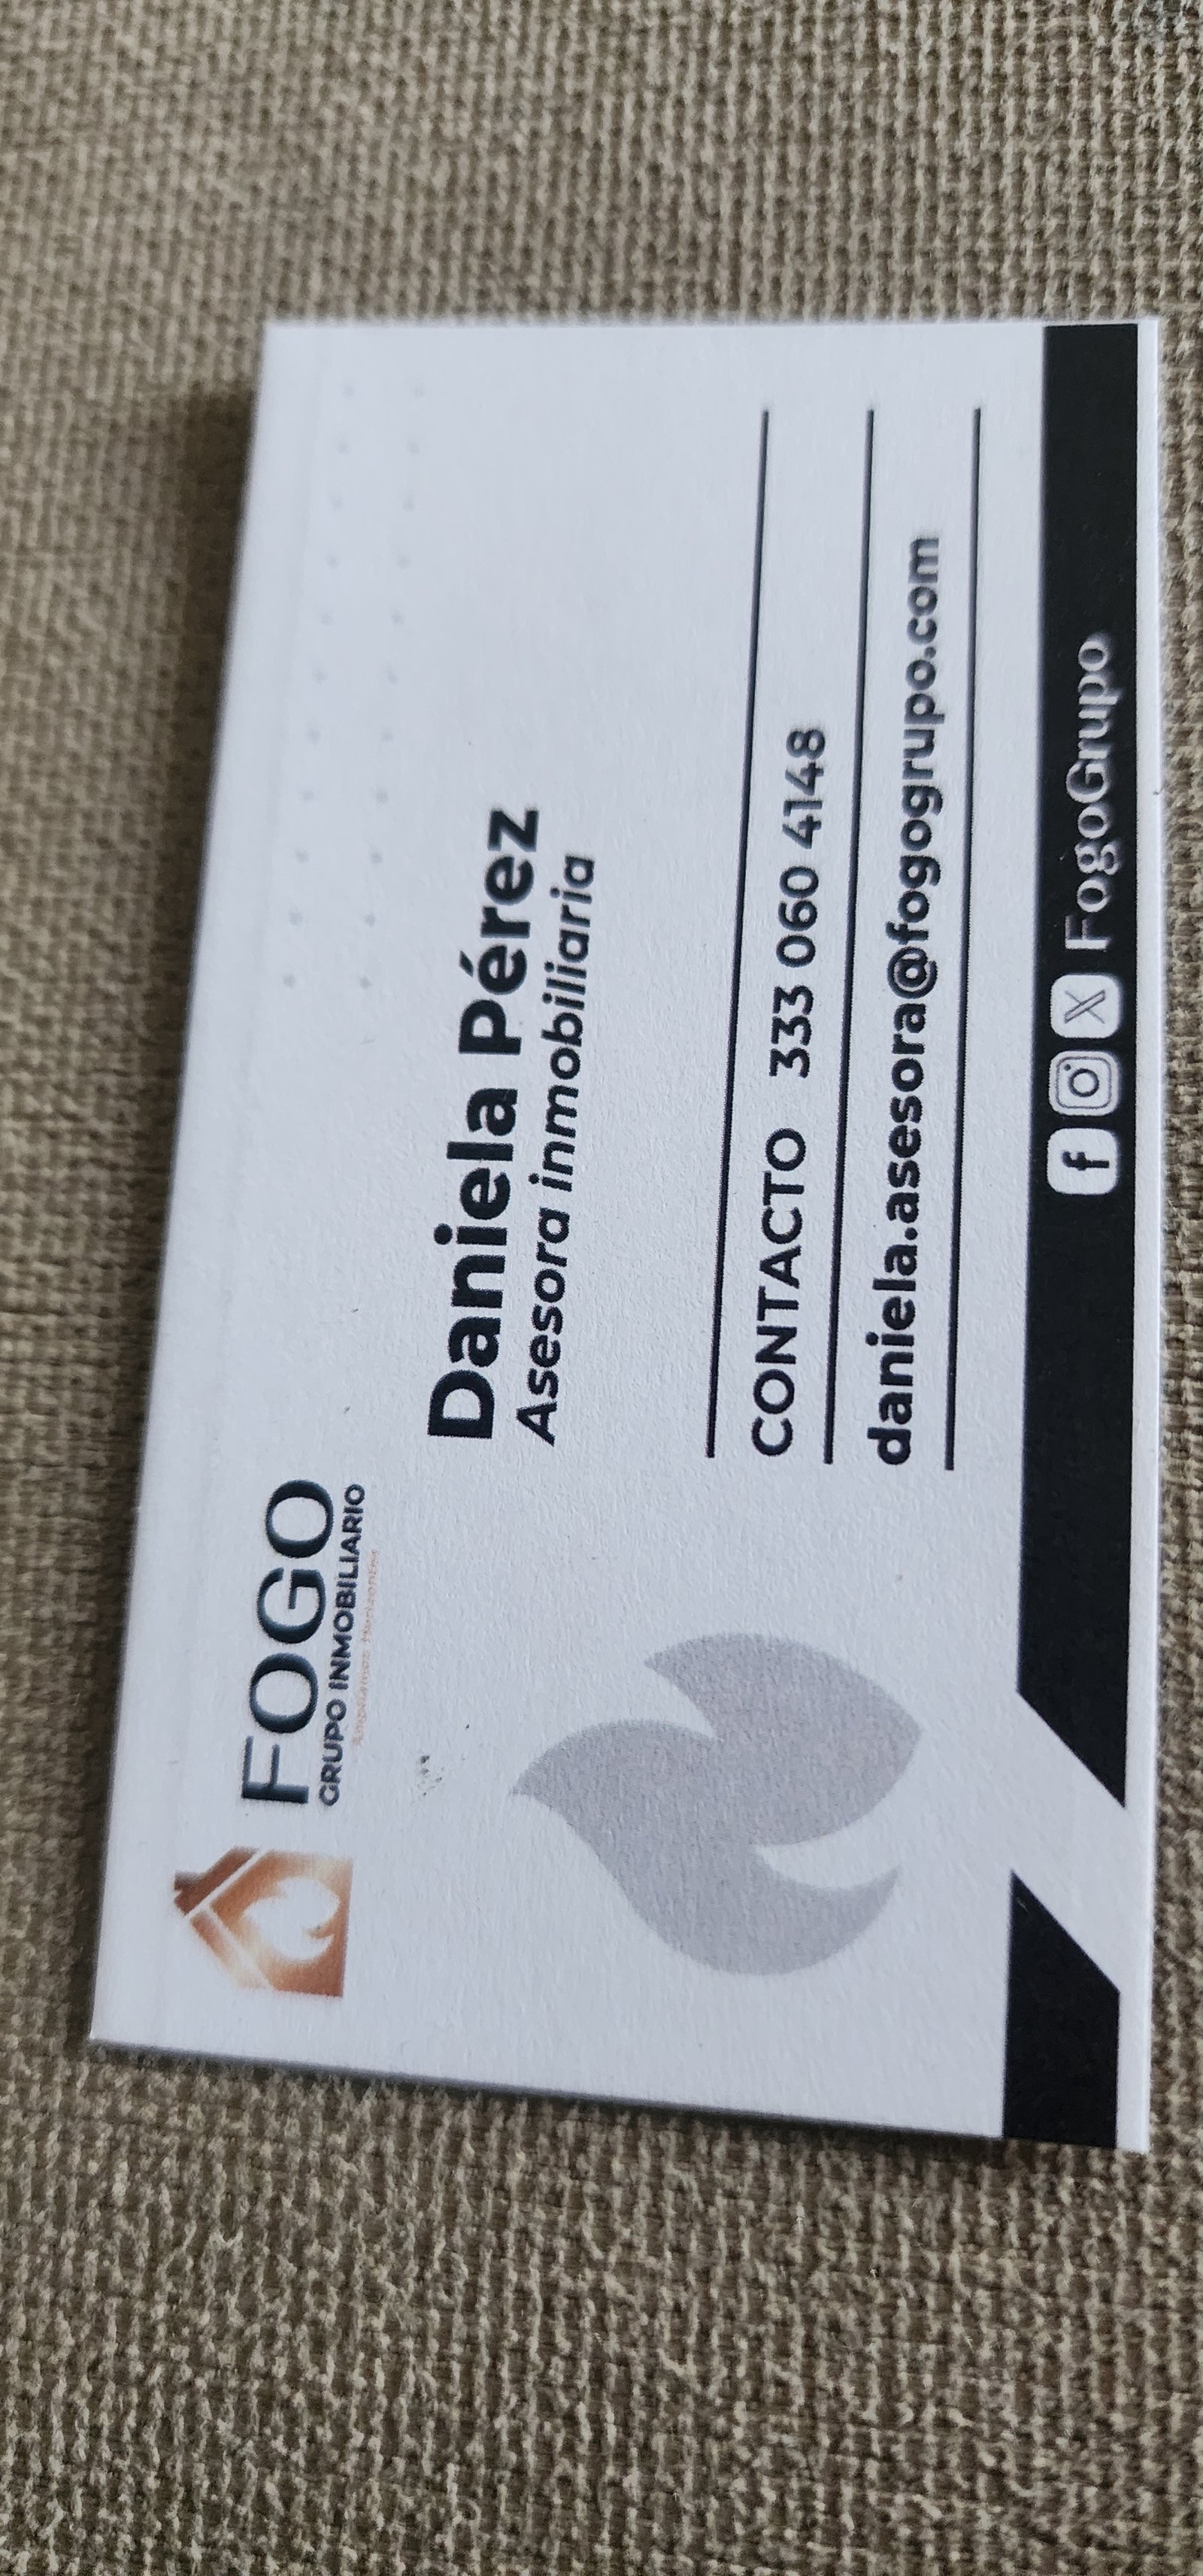 FOGO
GRUPO INMOBILIARIO
Daniela Pérez
Asesora inmobiliaria
CONTACTO 333 060 4148
daniela.asesora@fogogrupo.com
FogoGrupo